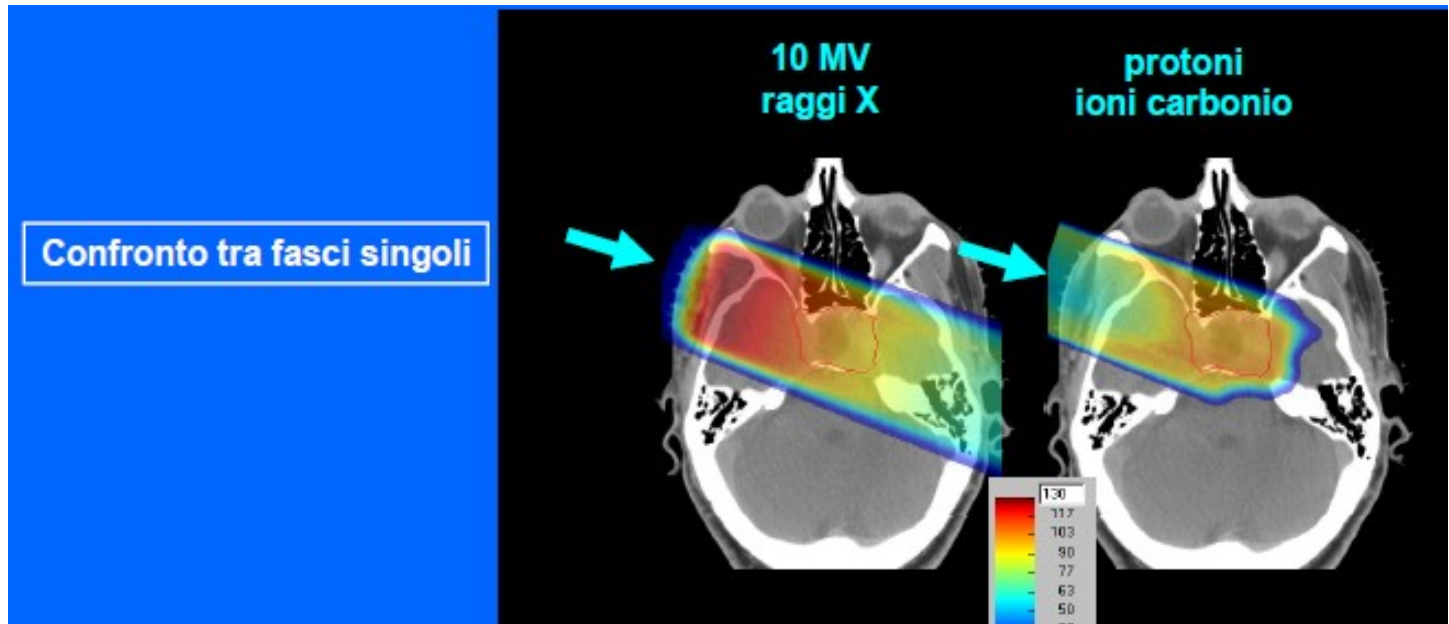 10 MV
raggi X
protoni
ioni carbonio
Confronto tra fasci singoli
130
117
103
90
77
63
50